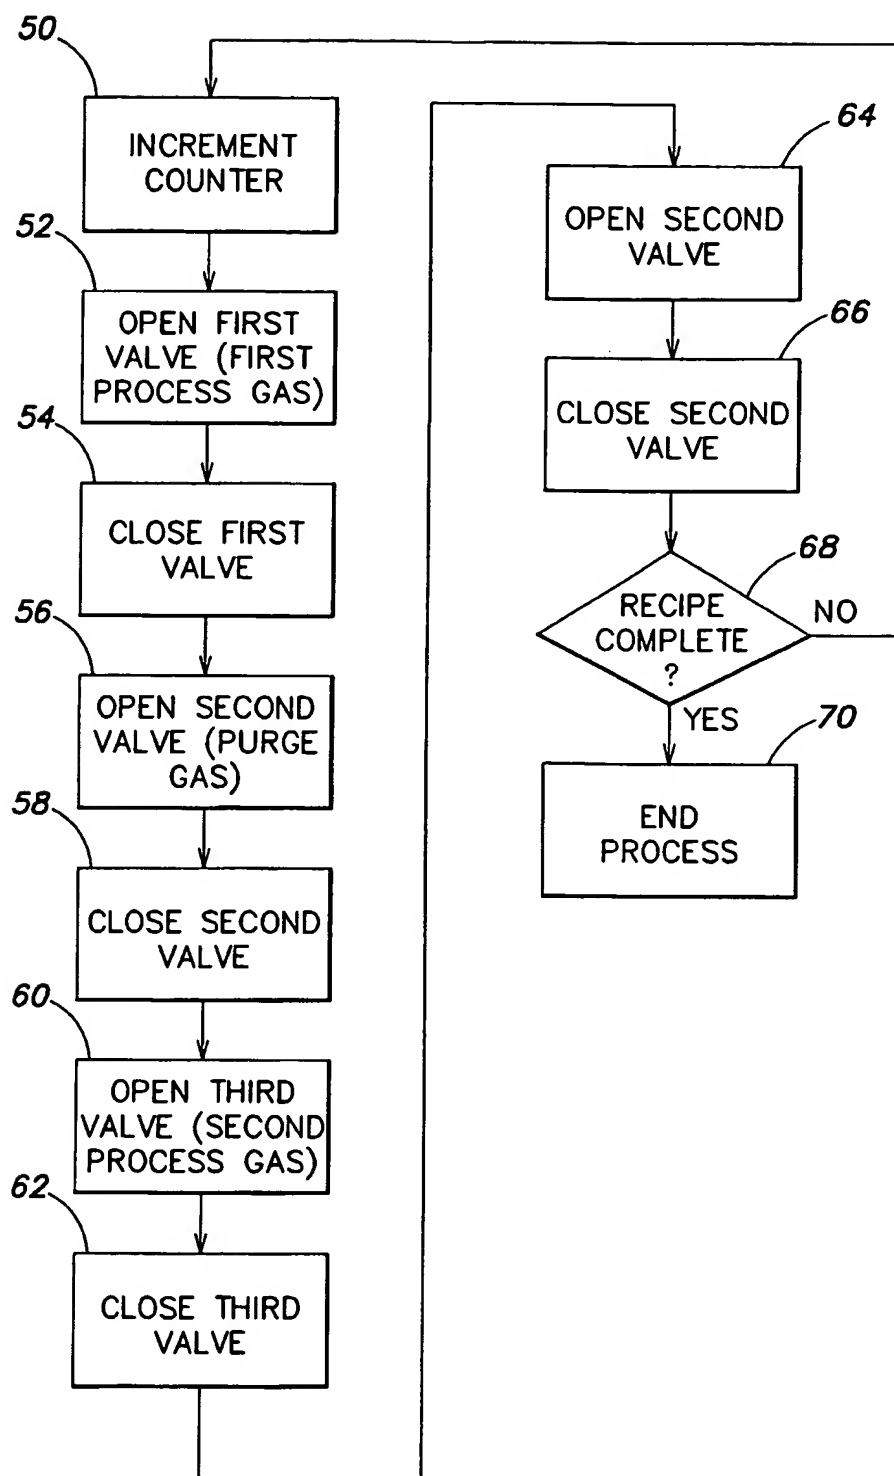 50
INCREMENT
COUNTER
52
OPEN FIRST
VALVE (FIRST
PROCESS GAS)
54
CLOSE FIRST
VALVE
56
OPEN SECOND
VALVE (PURGE
GAS)
58
CLOSE SECOND
VALVE
60
OPEN THIRD
VALVE (SECOND
PROCESS GAS)
62
CLOSE THIRD
VALVE
64
OPEN SECOND
VALVE
66
CLOSE SECOND
VALVE
68
RECIPE
COMPLETE
?
NO
YES
70
END
PROCESS